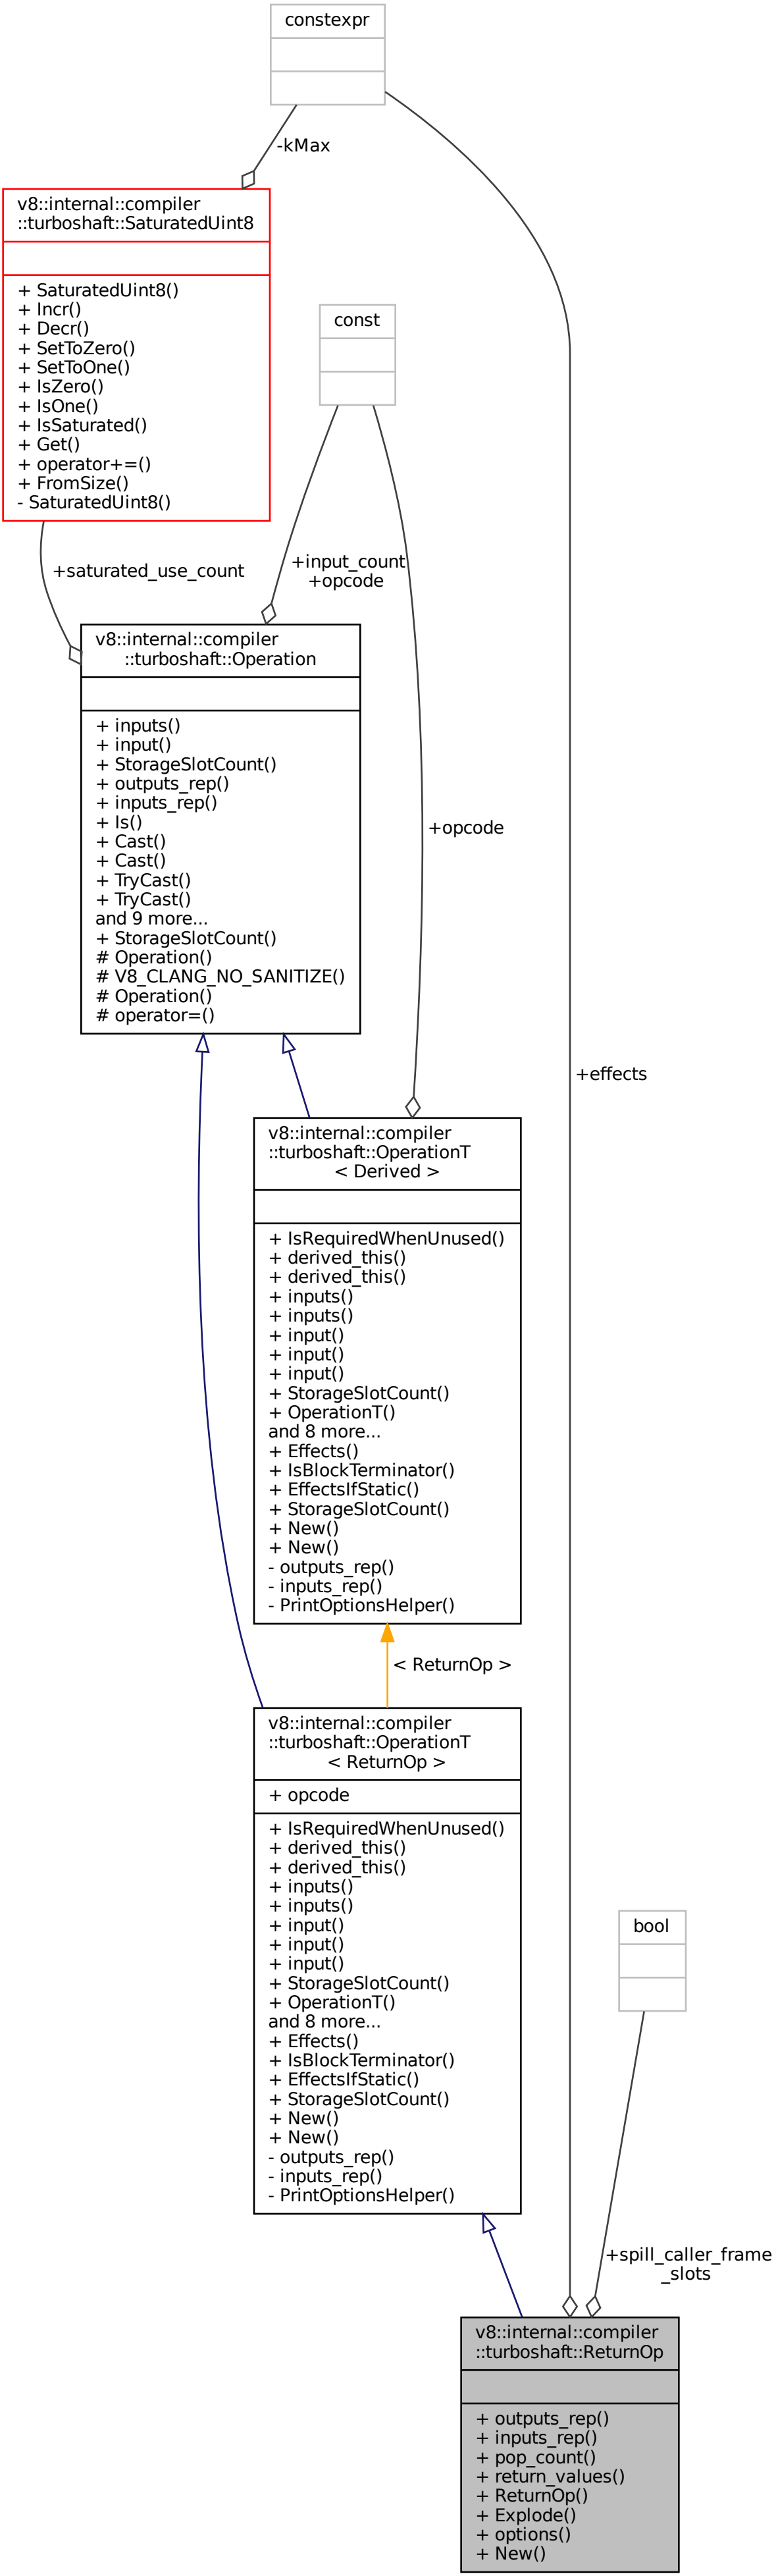 constexpr
-kMax
v8::internal::compiler
::turboshaft::SaturatedUint8
+ SaturatedUint8()
+ Incr()
+ Decr()
+ SetToZero()
+ SetToOne()
+ IsZero()
+ IsOne()
+ IsSaturated()
+ Get()
+ operator+=()
+ FromSize()
- SaturatedUint8()
const
+saturated_use_count
+input_count
+opcode
v8::internal::compiler
::turboshaft::Operation
+ inputs()
+ input()
+ StorageSlotCount()
+ outputs_rep()
+ inputs_rep()
+ Is()
+ Cast()
+ Cast()
+ TryCast()
+ TryCast()
and 9 more...
+ StorageSlotCount()
# Operation()
# V8_CLANG_NO_SANITIZE()
# Operation()
# operator=()
+opcode
+effects
v8::internal::compiler
::turboshaft::OperationT
< Derived >
+ IsRequiredWhenUnused()
+ derived_this()
+ derived_this()
+ inputs()
+ inputs()
+ input()
+ input()
+ input()
+ StorageSlotCount()
+ OperationT()
and 8 more...
+ Effects()
+ IsBlockTerminator()
+ EffectsIfStatic()
+ StorageSlotCount()
+ New()
+ New()
- outputs_rep()
- inputs_rep()
- PrintOptionsHelper()
< ReturnOp >
v8::internal::compiler
::turboshaft::OperationT
< ReturnOp >
+ opcode
+ IsRequiredWhenUnused()
+ derived_this()
+ derived_this()
+ inputs()
+ inputs()
+ input()
+ input()
+ input()
+ StorageSlotCount()
+ OperationT()
and 8 more...
+ Effects()
+ IsBlockTerminator()
+ EffectsIfStatic()
+ StorageSlotCount()
+ New()
+ New()
- outputs_rep()
- inputs_rep()
- PrintOptionsHelper()
bool
+spill_caller_frame
_slots
v8::internal::compiler
::turboshaft::ReturnOp
+ outputs_rep()
+ inputs_rep()
+ pop_count()
+ return_values()
+ ReturnOp()
+ Explode()
+ options()
+ New()